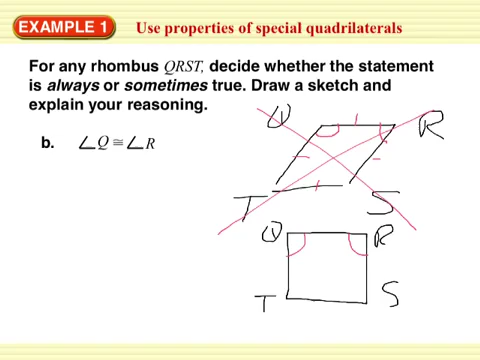 EXAMPLE 1 Use properties of special quadrilaterals
For any rhombus QRST, decide whether the statement
is always or sometimes true. Draw a sketch and
explain your reasoning.
b. ∠Q ≅ ∠R
Q R
T S
Q R
T S